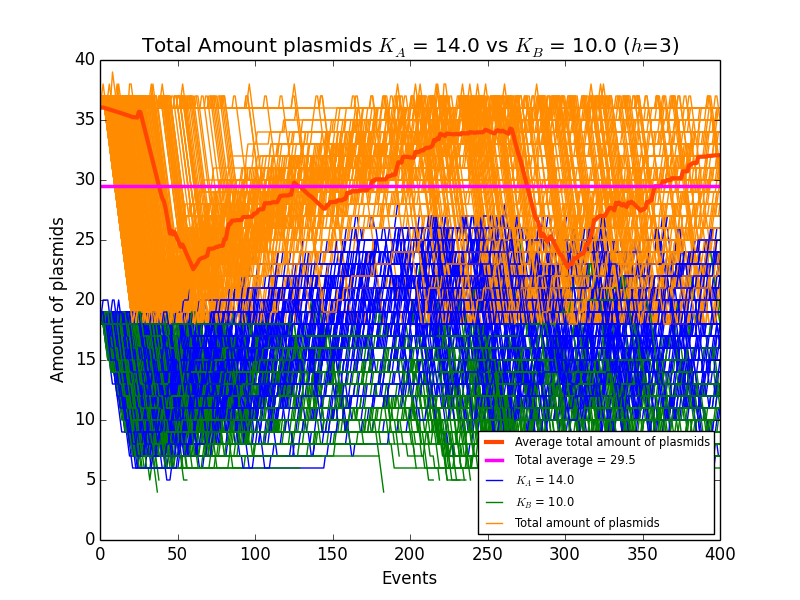 Total Amount plasmids K_A = 14.0 vs K_B = 10.0 (h=3)
40
35
30
25
20
15
10
5
0
Amount of plasmids
Average total amount of plasmids
Total average = 29.5
K_A = 14.0
K_B = 10.0
Total amount of plasmids
0 50 100 150 200 250 300 350 400
Events